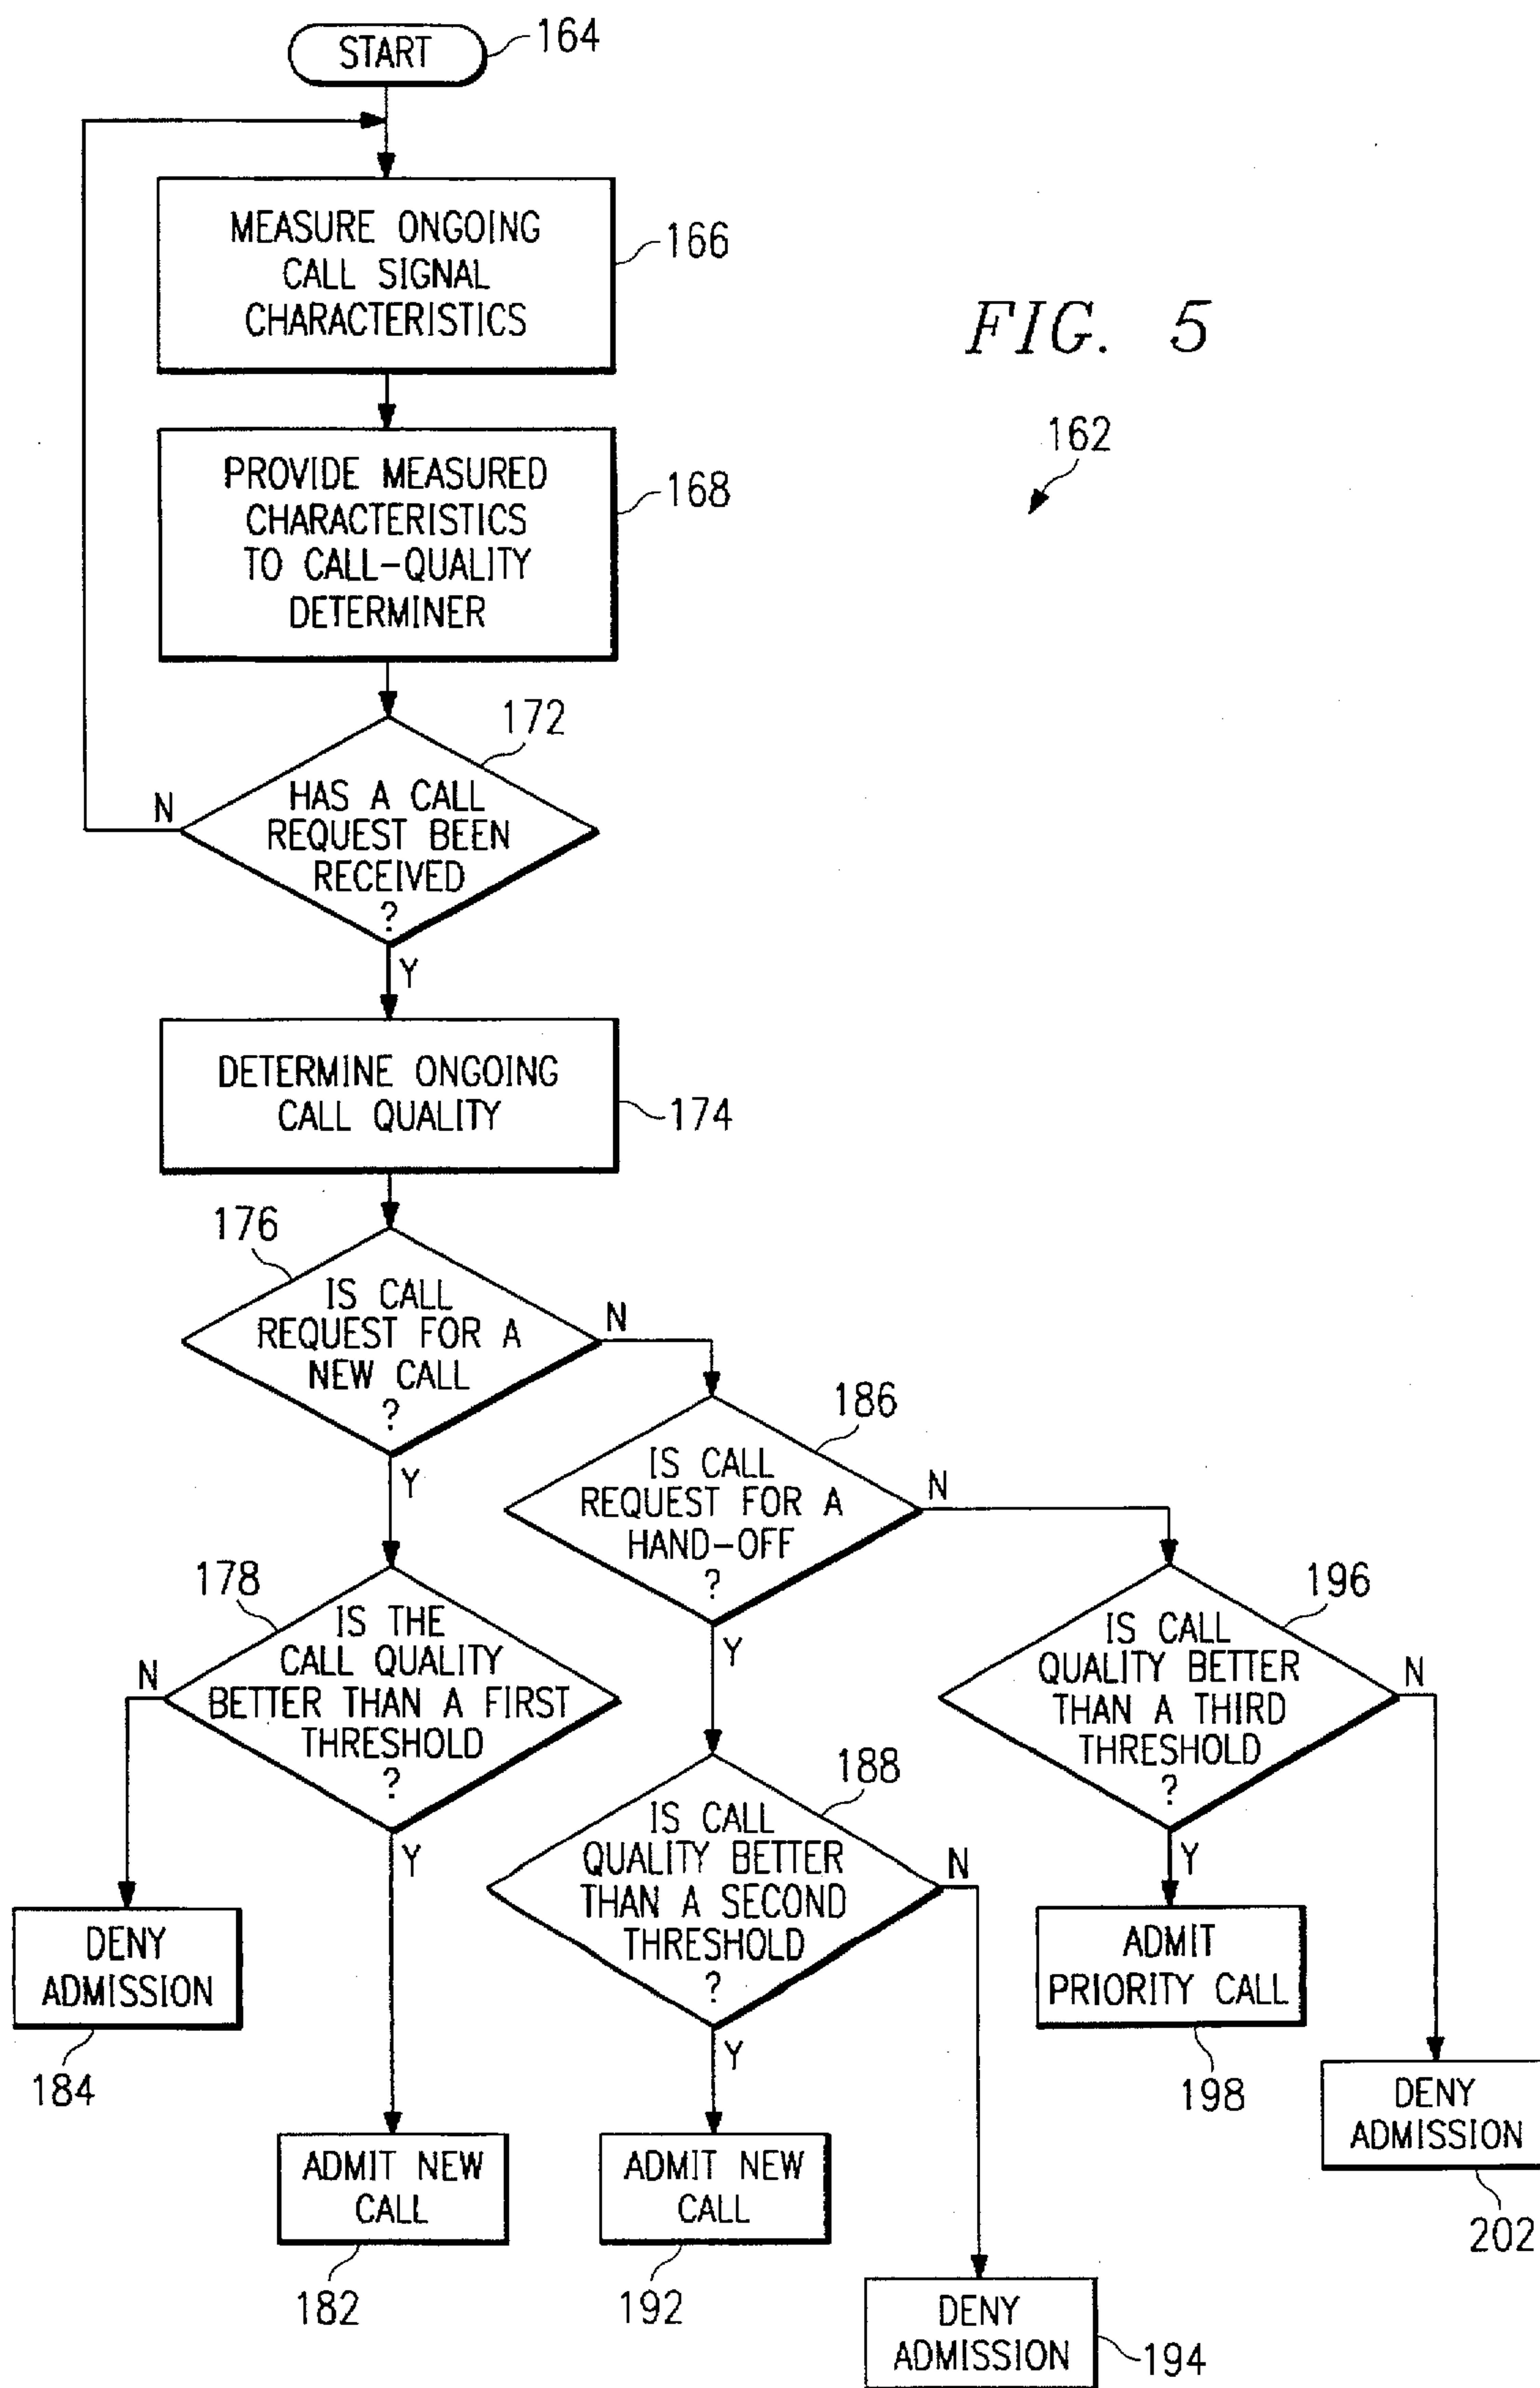 START
164
MEASURE ONGOING
CALL SIGNAL
CHARACTERISTICS
166
FIG. 5
162
PROVIDE MEASURED
CHARACTERISTICS
TO CALL-QUALITY
DETERMINER
168
172
HAS A CALL
REQUEST BEEN
RECEIVED
?
N
Y
DETERMINE ONGOING
CALL QUALITY
174
176
IS CALL
REQUEST FOR A
NEW CALL
?
N
Y
186
IS CALL
REQUEST FOR A
HAND-OFF
?
N
Y
178
IS THE
CALL QUALITY
BETTER THAN A FIRST
THRESHOLD
?
N
Y
196
IS CALL
QUALITY BETTER
THAN A THIRD
THRESHOLD
?
N
Y
188
IS CALL
QUALITY BETTER
THAN A SECOND
THRESHOLD
?
N
Y
DENY
ADMISSION
184
ADMIT
PRIORITY CALL
198
DENY
ADMISSION
202
ADMIT NEW
CALL
182
ADMIT NEW
CALL
192
DENY
ADMISSION
194